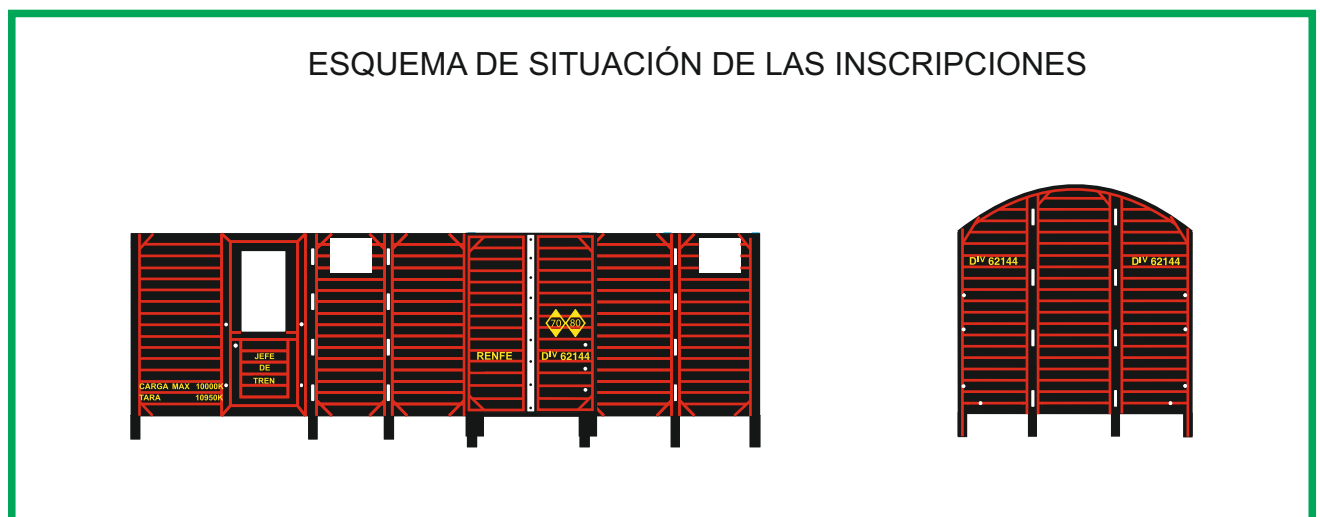 ESQUEMA DE SITUACIÓN DE LAS INSCRIPCIONES
JEFE
DE
TREN
CARGA MAX 10000K
TARA 10950K
70 80
RENFE DIV 62144
DIV 62144 DIV 62144